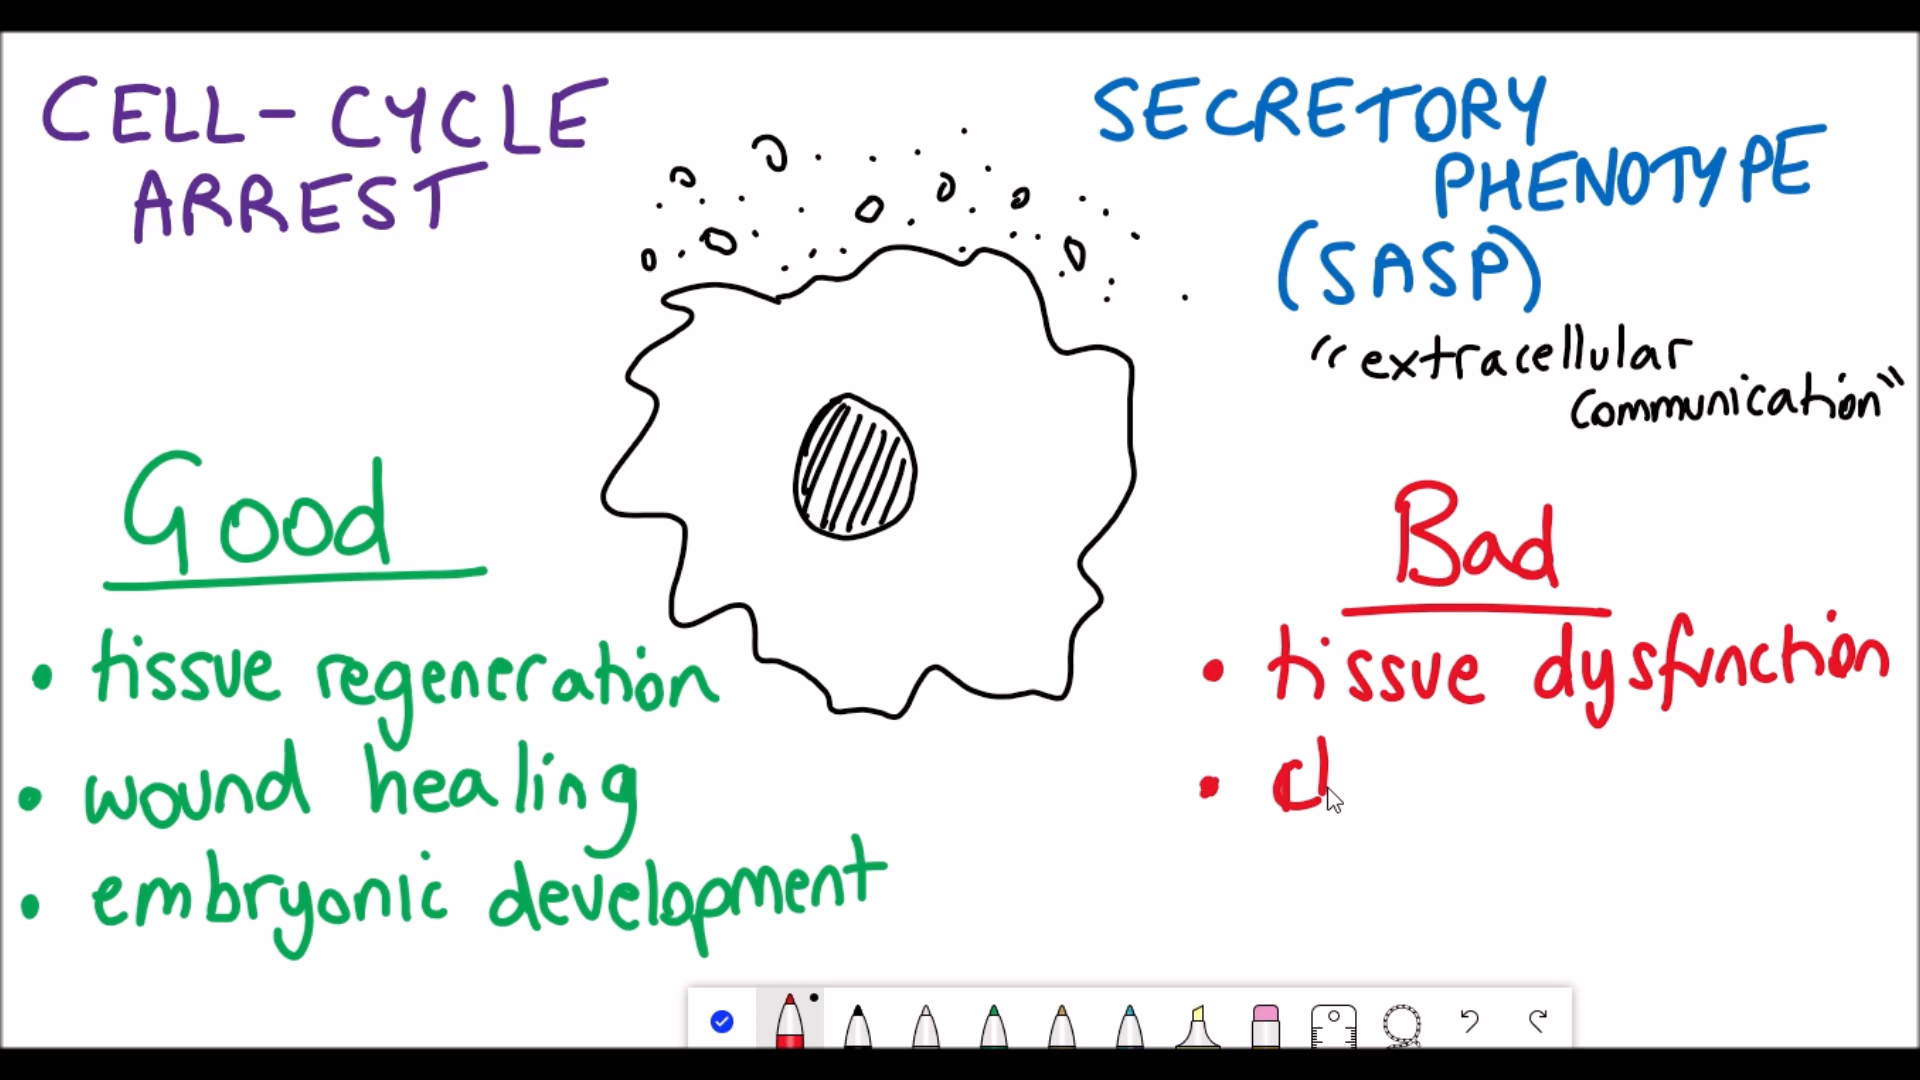 CELL-CYCLE
ARREST
SECRETORY
PHENOTYPE
(SASP)
"extracellular
communication"
Good
• tissue regeneration
• wound healing
• embryonic development
Bad
• tissue dysfunction